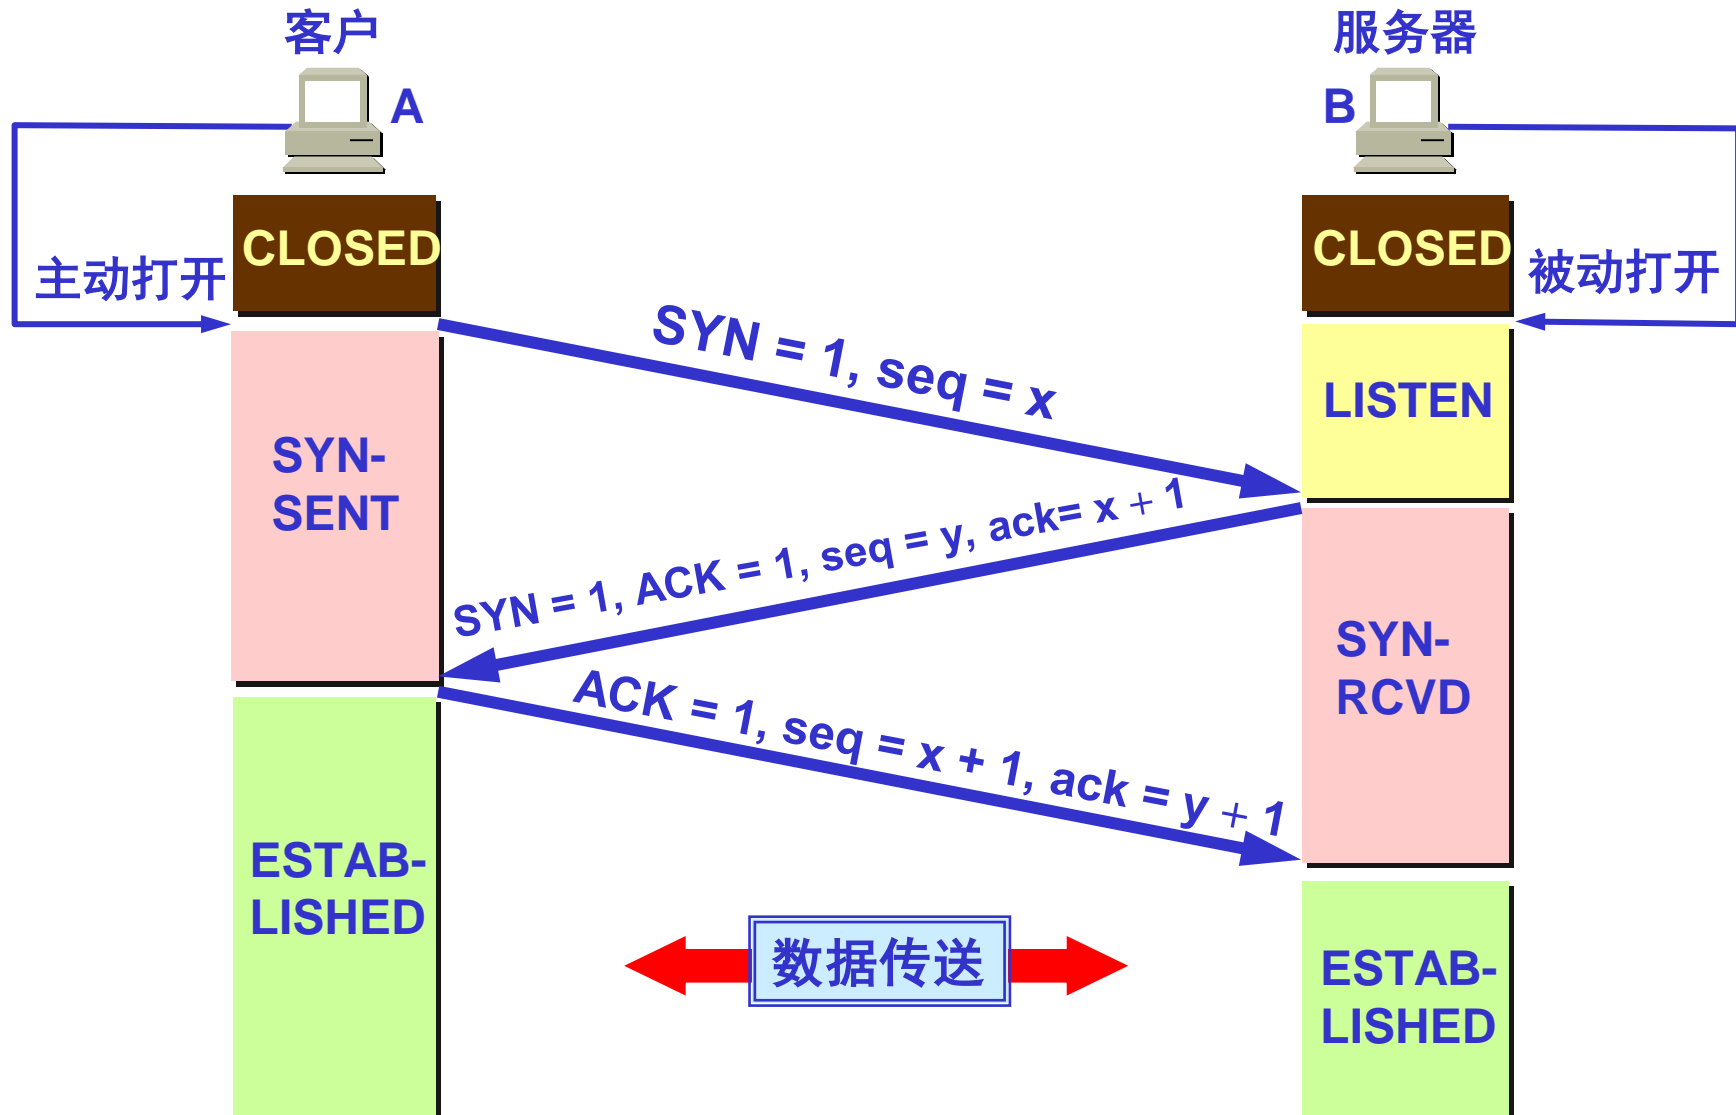 客户
服务器
A
B
CLOSED
CLOSED
主动打开
被动打开
SYN = 1, seq = x
LISTEN
SYN-
SENT
SYN = 1, ACK = 1, seq = y, ack= x + 1
SYN-
RCVD
ACK = 1, seq = x + 1, ack = y + 1
ESTAB-
LISHED
数据传送
ESTAB-
LISHED